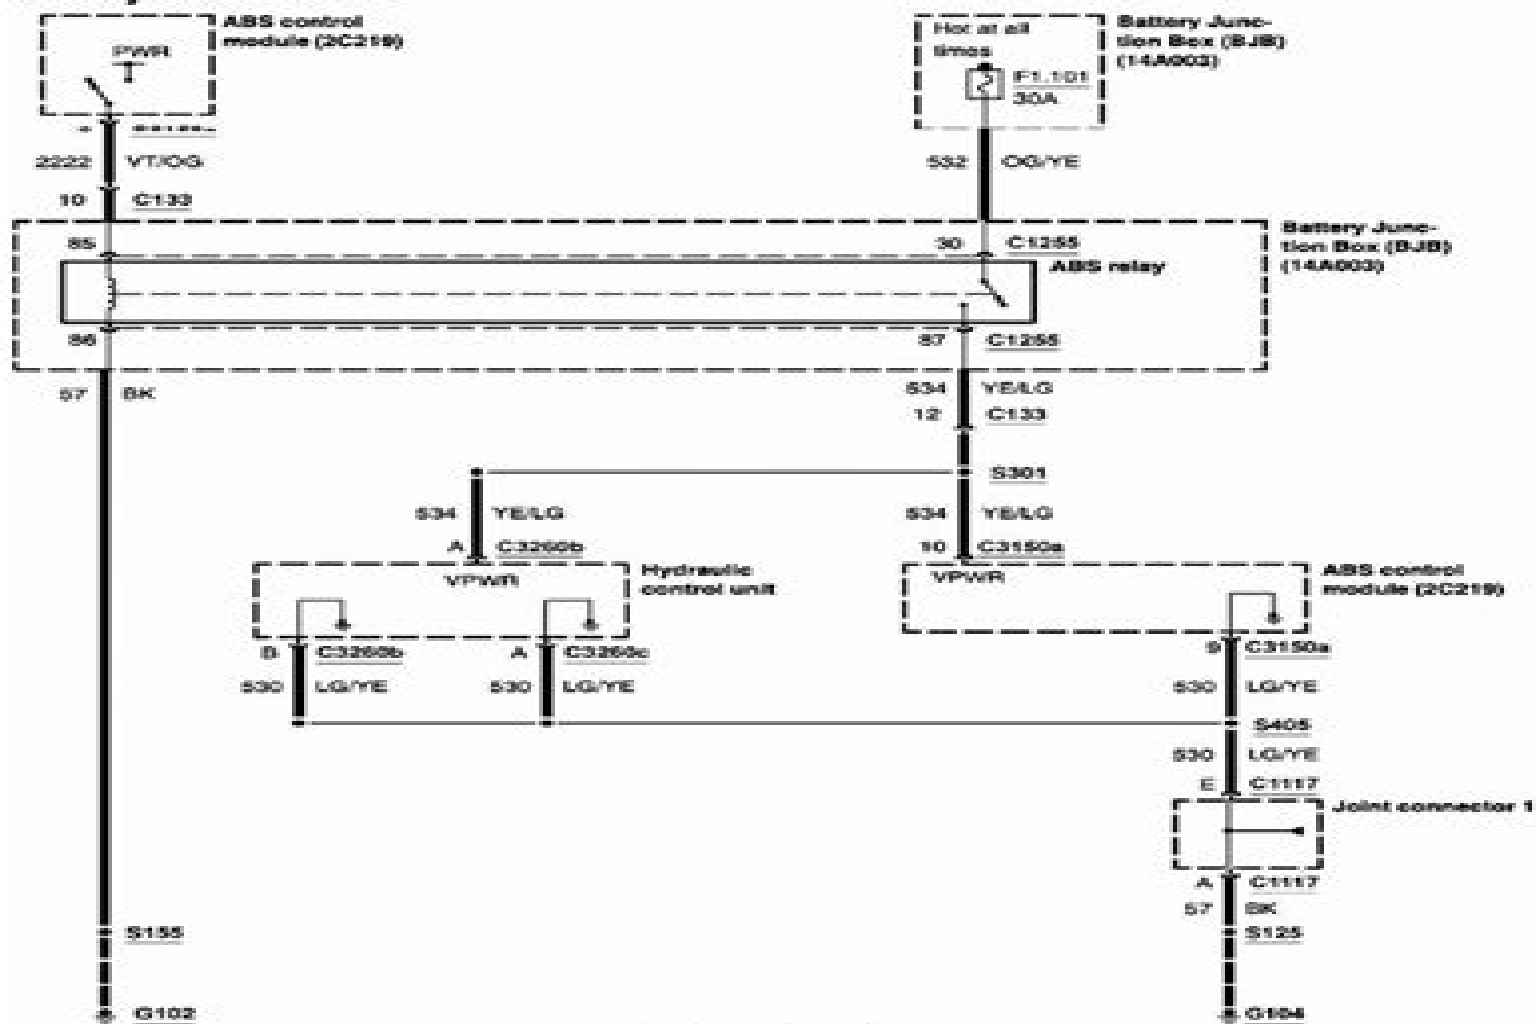 ABS control
module (2C219)
PWR
Hot at all
times
F1.101
30A
Battery Junc-
tion Box (BJB)
(14A003)
2222 VT/OG
10 C133
532 OG/YE
85
30 C1255
ABS relay
Battery Junc-
tion Box (BJB)
(14A003)
86
87 C1255
57 BK
534 YE/LG
12 C133
S301
534 YE/LG
534 YE/LG
A C3260b
10 C3150a
VPWR
Hydraulic
control unit
VPWR
ABS control
module (2C219)
B C3260b
A C3260c
9 C3150a
530 LG/YE
530 LG/YE
530 LG/YE
S405
530 LG/YE
E C1117
Joint connector 1
A C1117
57 BK
S155
S125
G102
G104